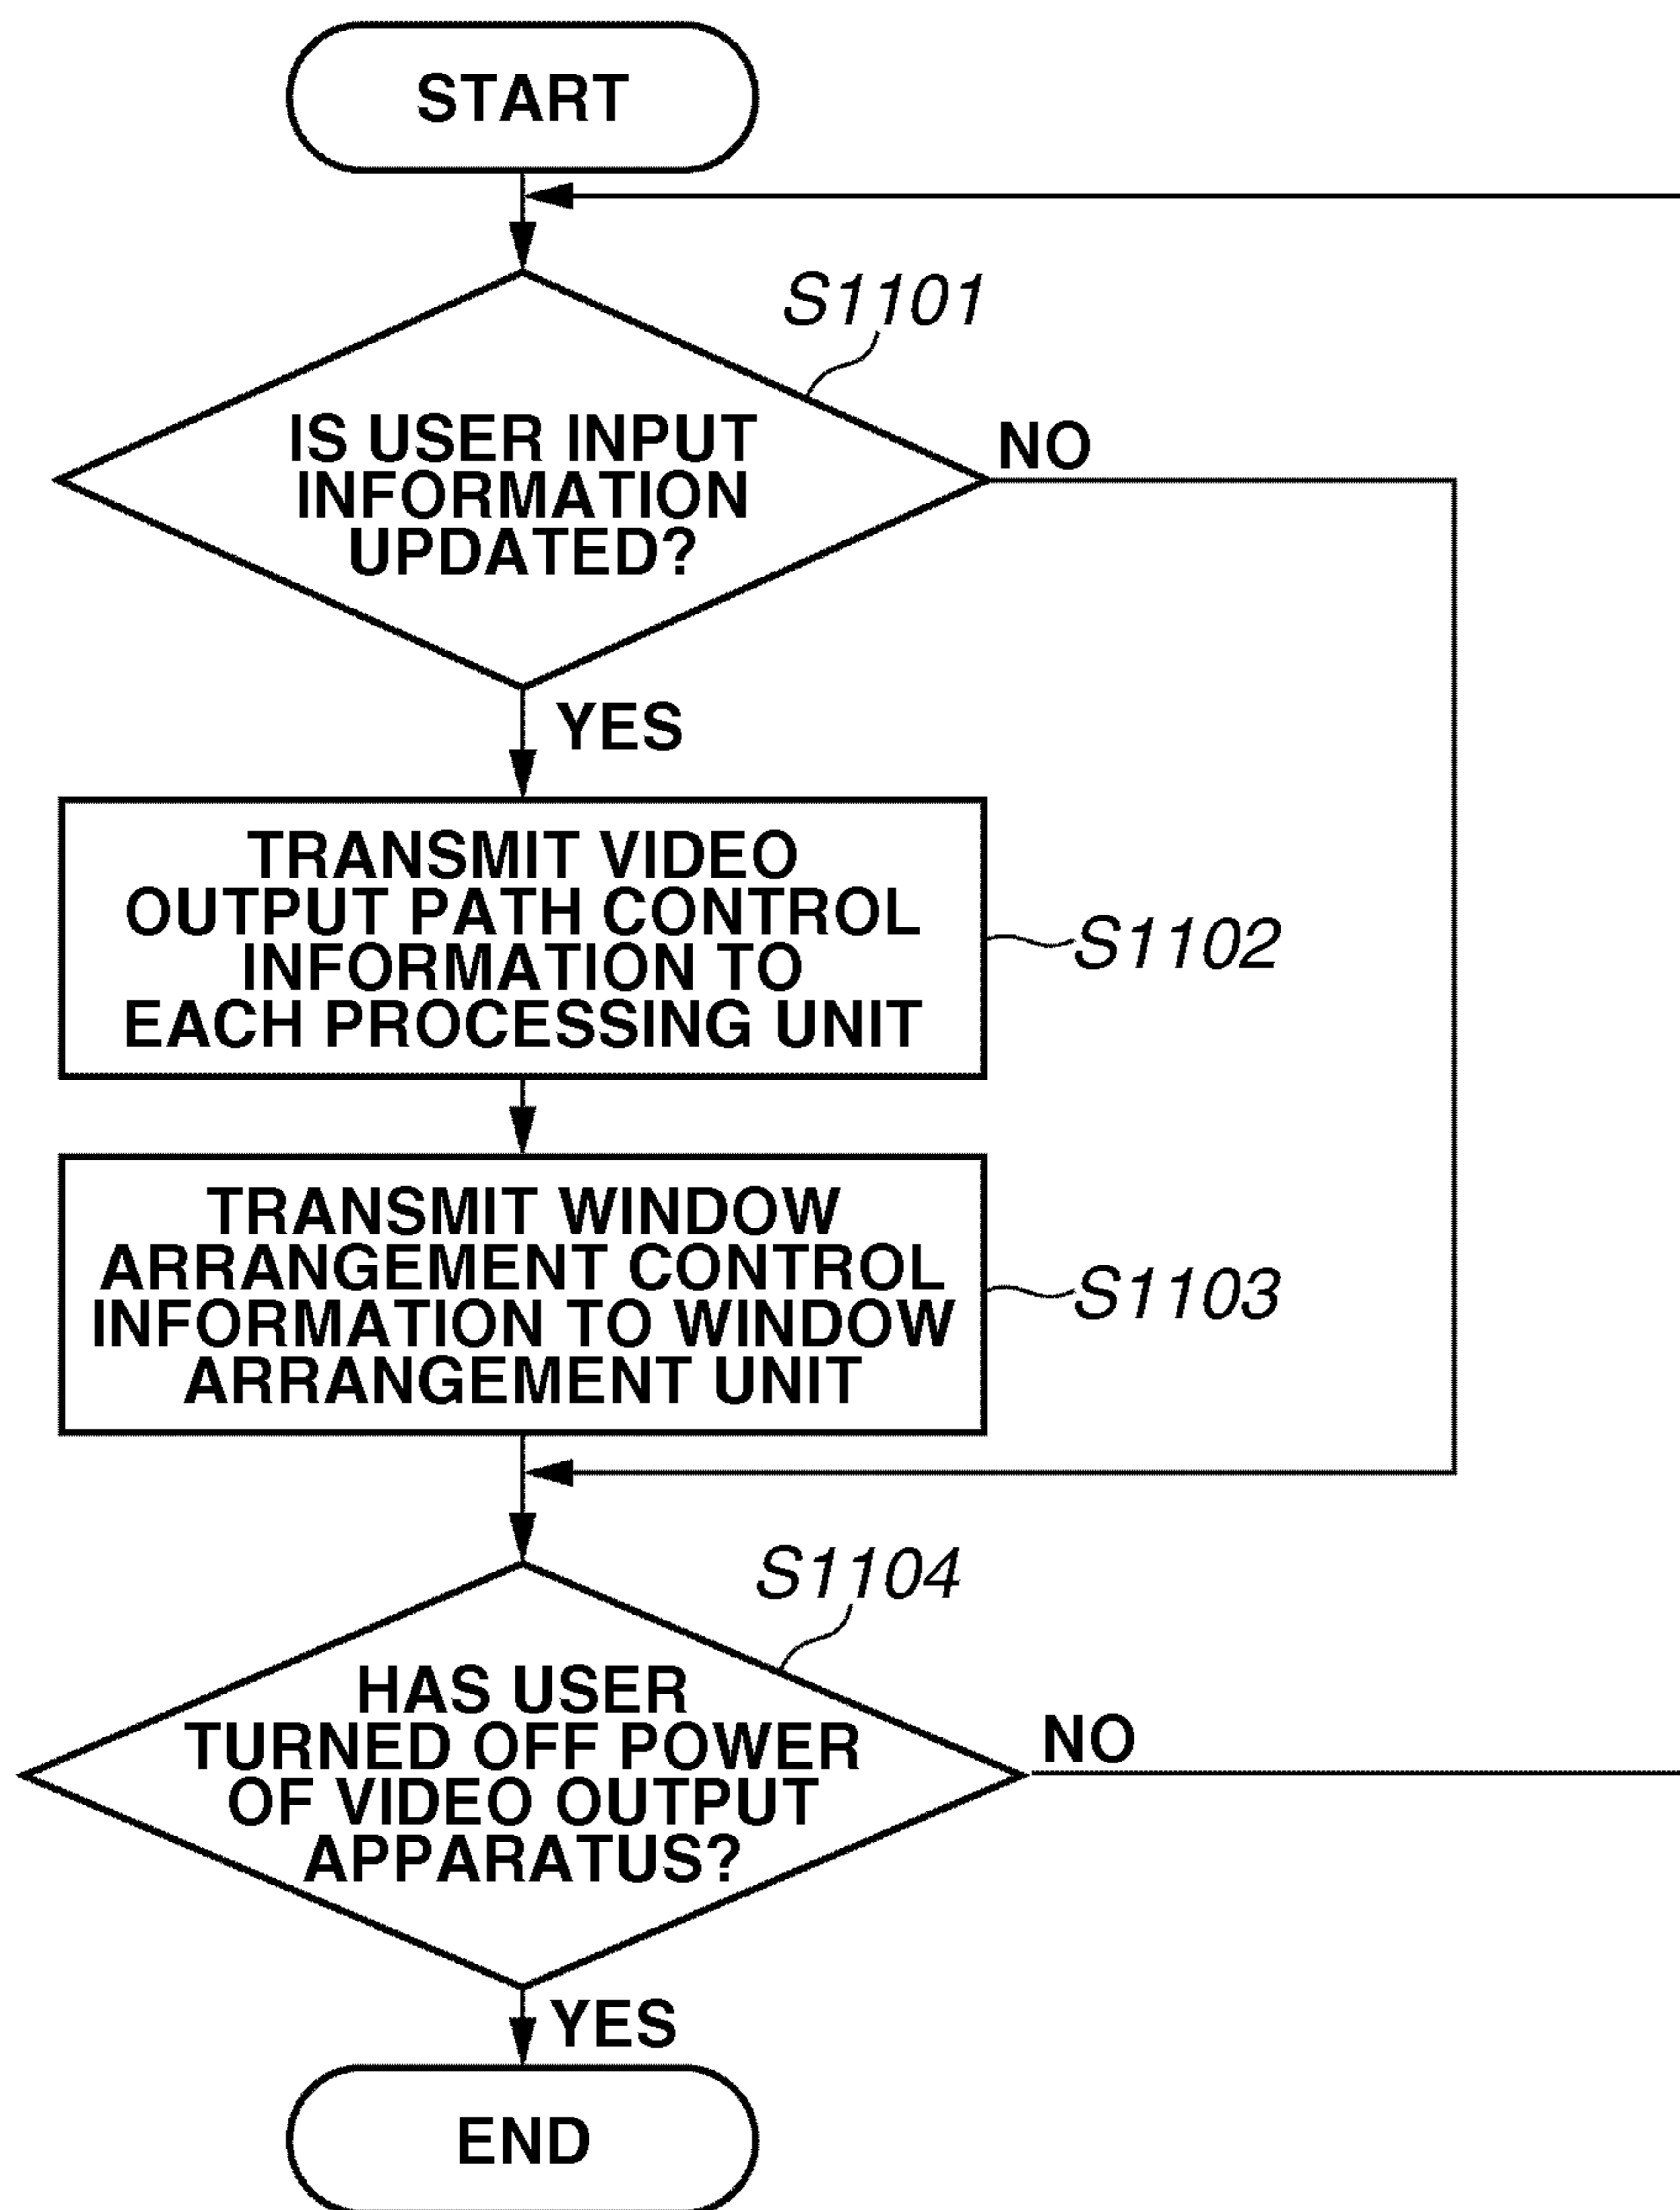 START
S1101
IS USER INPUT
INFORMATION
UPDATED?
NO
YES
TRANSMIT VIDEO
OUTPUT PATH CONTROL
INFORMATION TO
EACH PROCESSING UNIT
S1102
TRANSMIT WINDOW
ARRANGEMENT CONTROL
INFORMATION TO WINDOW
ARRANGEMENT UNIT
S1103
S1104
HAS USER
TURNED OFF POWER
OF VIDEO OUTPUT
APPARATUS?
NO
YES
END